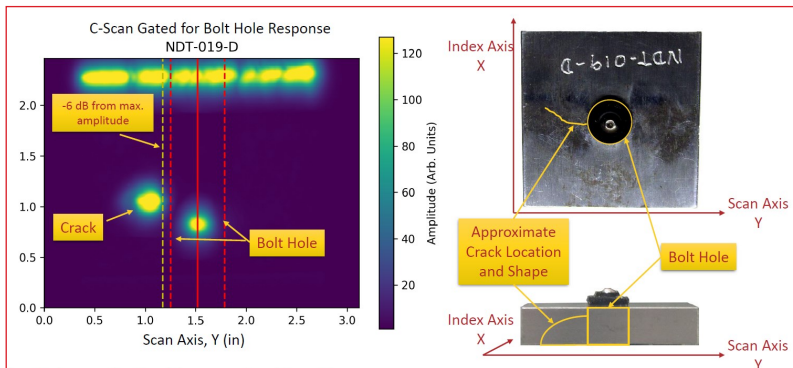 C-Scan Gated for Bolt Hole Response
NDT-019-D
-6 dB from max.
amplitude
Crack
Bolt Hole
2.0
1.5
1.0
0.5
0.0
0.0
0.5
1.0
1.5
2.0
2.5
3.0
Scan Axis, Y (in)
120
100
80
60
40
20
Amplitude (Arb. Units)
Index Axis
X
NDT-019-D
Scan Axis
Y
Approximate
Crack Location
and Shape
Bolt Hole
Index Axis
X
Scan Axis
Y